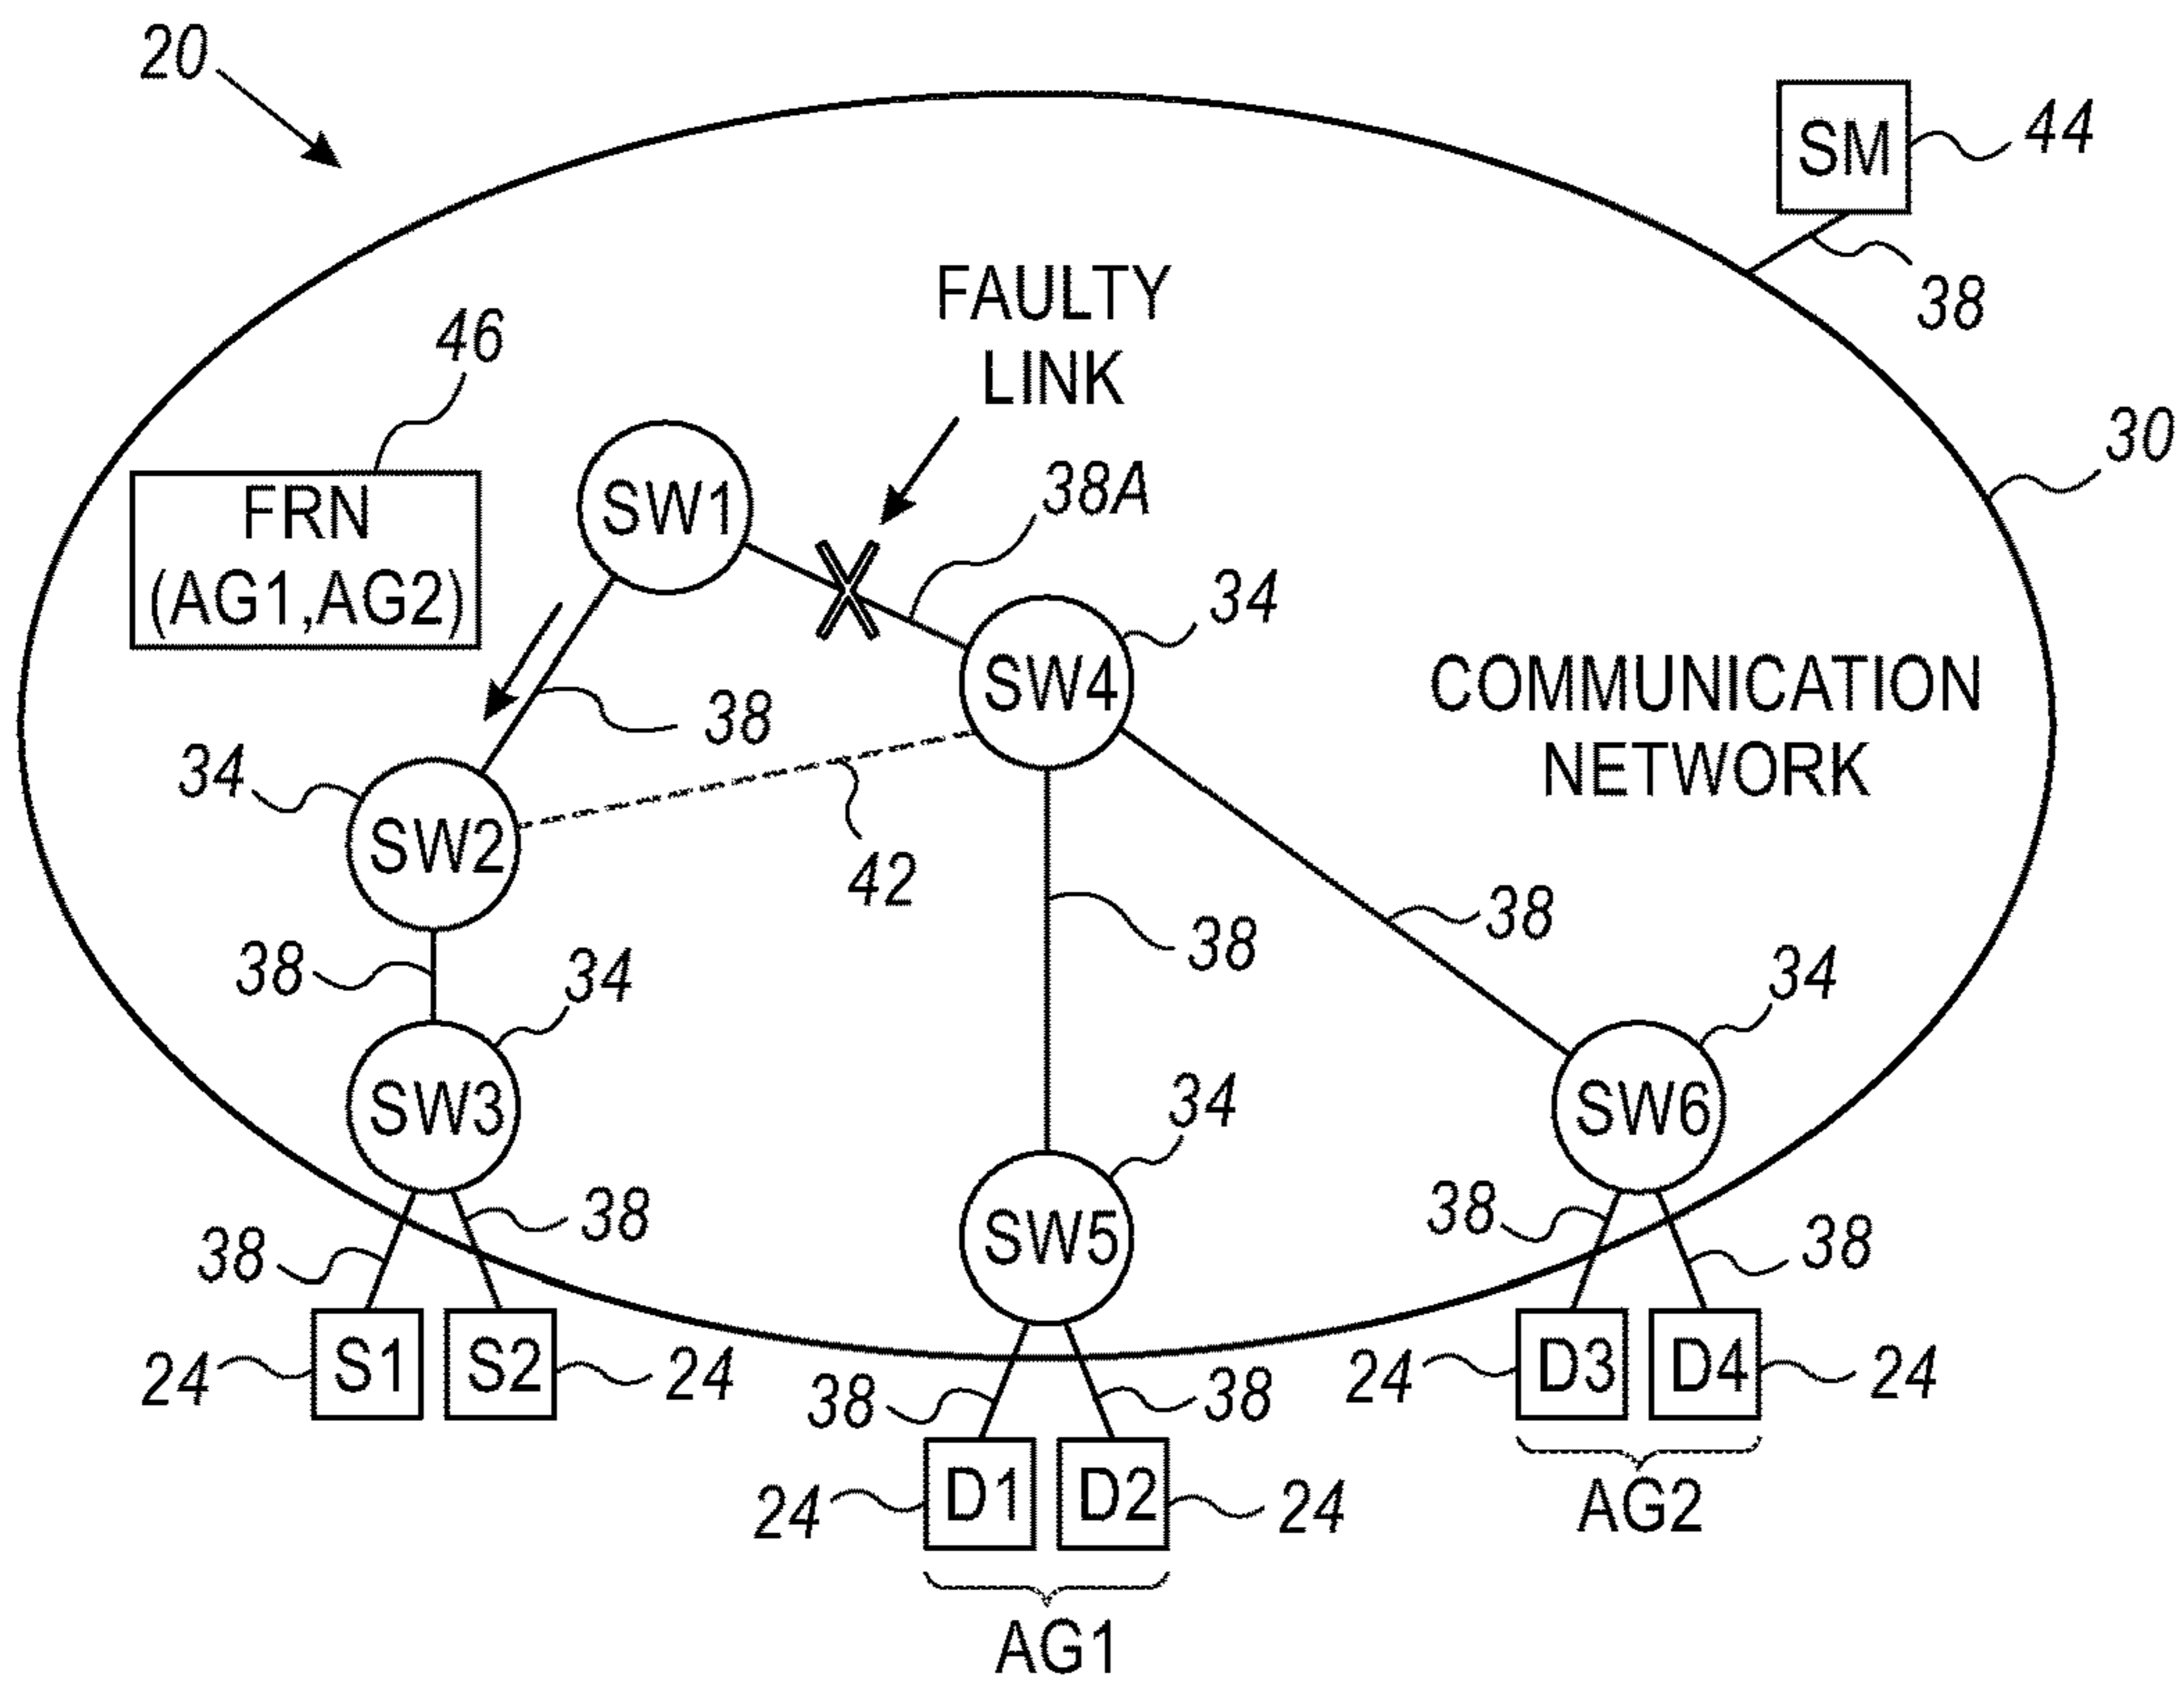 20
SM
44
38
FAULTY
LINK
46
30
FRN
(AG1,AG2)
SW1
38A
34
SW4
COMMUNICATION
NETWORK
38
34
SW2
42
38
38
38
34
34
SW3
SW6
34
SW5
38
38
38
38
S1
S2
24
24
38
38
D3
D4
24
24
D1
D2
24
24
AG2
AG1